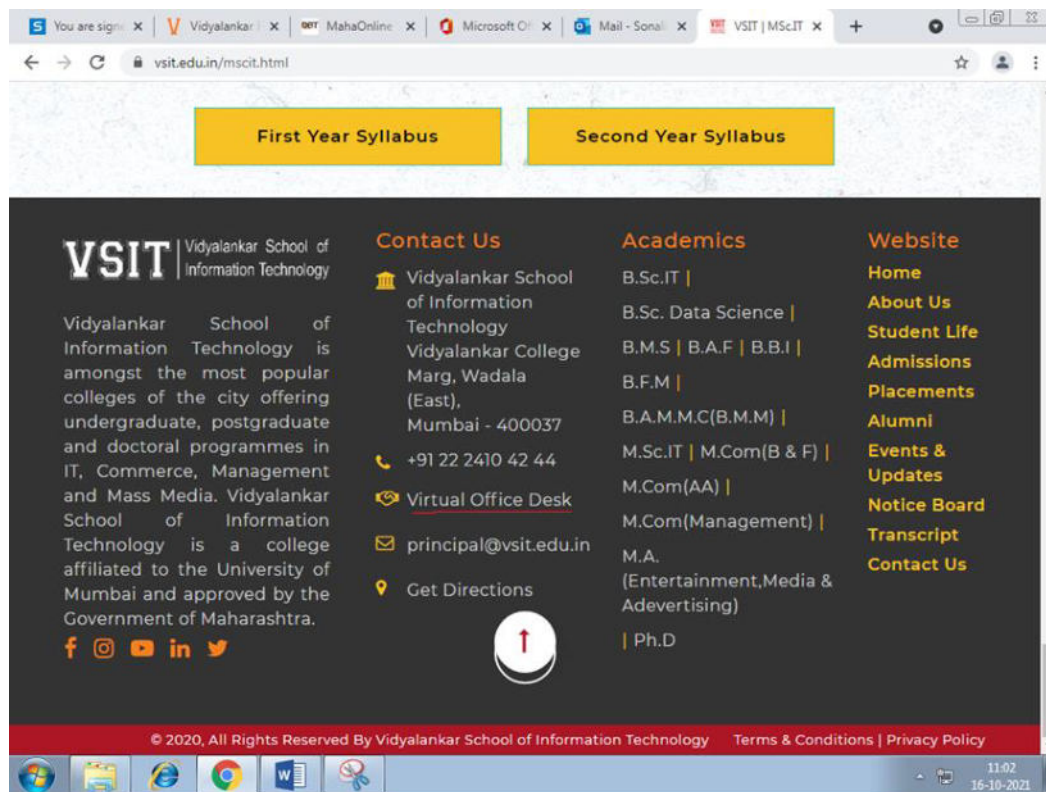 You are sign
Vidyalankar
MahaOnline
Microsoft Of
Mail - Sonal
VSIT | MSc.IT
vsit.edu.in/mscit.html
First Year Syllabus
Second Year Syllabus
VSIT
Vidyalankar School of
Information Technology
Vidyalankar School of
Information Technology is
amongst the most popular
colleges of the city offering
undergraduate, postgraduate
and doctoral programmes in
IT, Commerce, Management
and Mass Media. Vidyalankar
School of Information
Technology is a college
affiliated to the University of
Mumbai and approved by the
Government of Maharashtra.
Contact Us
Vidyalankar School
of Information
Technology
Vidyalankar College
Marg, Wadala
(East),
Mumbai - 400037
+91 22 2410 42 44
Virtual Office Desk
principal@vsit.edu.in
Get Directions
Academics
B.Sc.IT |
B.Sc. Data Science |
B.M.S | B.A.F | B.B.I |
B.F.M |
B.A.M.M.C(B.M.M) |
M.Sc.IT | M.Com(B & F) |
M.Com(AA) |
M.Com(Management) |
M.A.
(Entertainment,Media &
Adevertising)
| Ph.D
Website
Home
About Us
Student Life
Admissions
Placements
Alumni
Events &
Updates
Notice Board
Transcript
Contact Us
© 2020, All Rights Reserved By Vidyalankar School of Information Technology
Terms & Conditions | Privacy Policy
11:02
16-10-2021